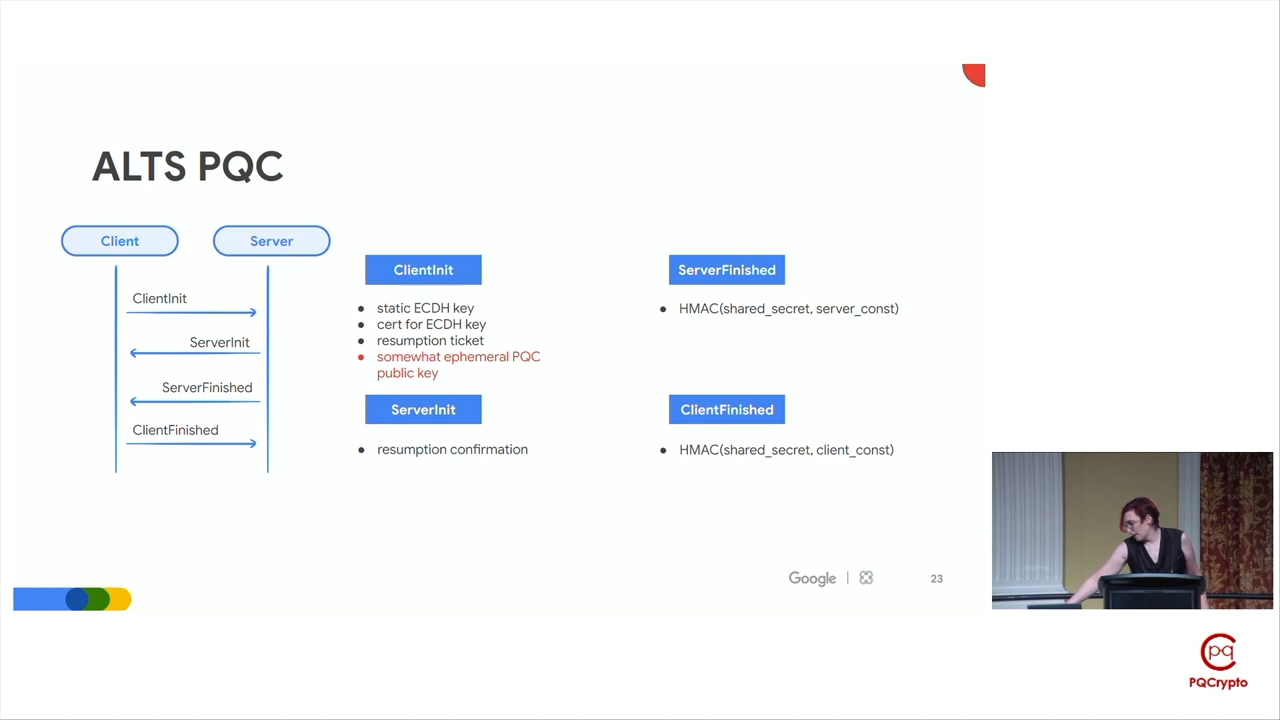 ALTS PQC
Client
Server
ClientInit
ServerInit
ServerFinished
ClientFinished
ClientInit
• static ECDH key
• cert for ECDH key
• resumption ticket
• somewhat ephemeral PQC
public key
ServerInit
• resumption confirmation
ServerFinished
• HMAC(shared_secret, server_const)
ClientFinished
• HMAC(shared_secret, client_const)
Google
23
pq
PQCrypto